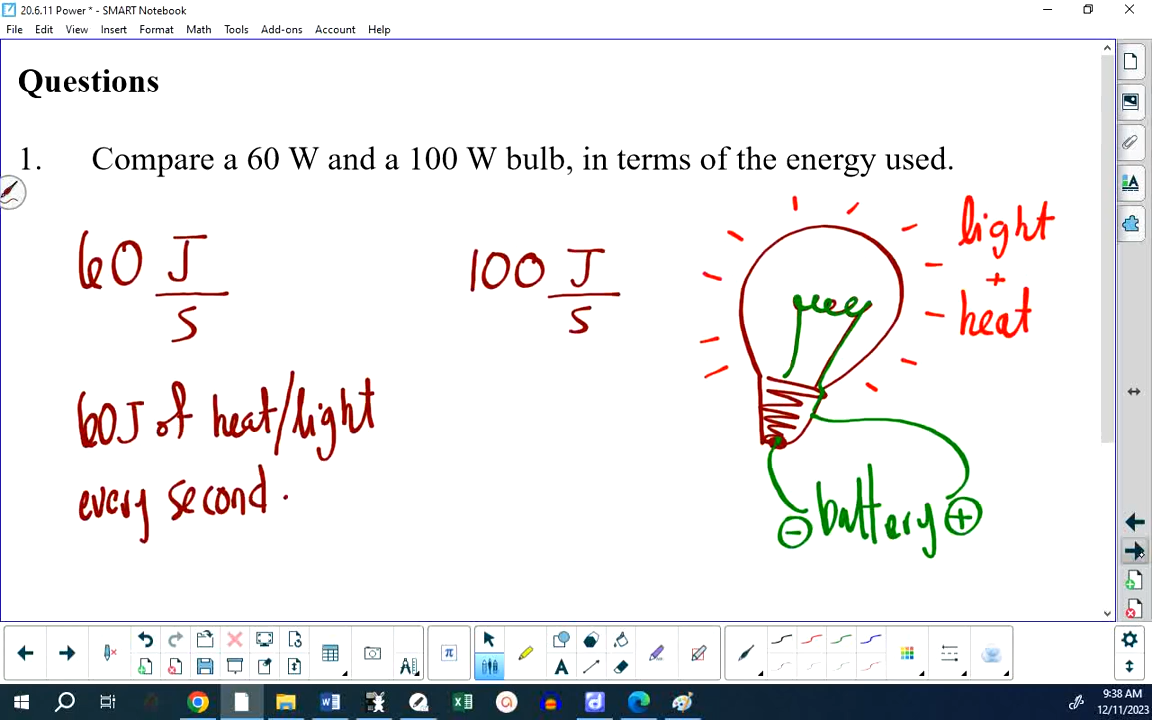 20.6.11 Power * - SMART Notebook
File Edit View Insert Format Math Tools Add-ons Account Help
Questions
1. Compare a 60 W and a 100 W bulb, in terms of the energy used.
60 J
s
100 J
s
light
+
heat
60J of heat/light
every second.
− battery +
π
A
9:38 AM
12/11/2023